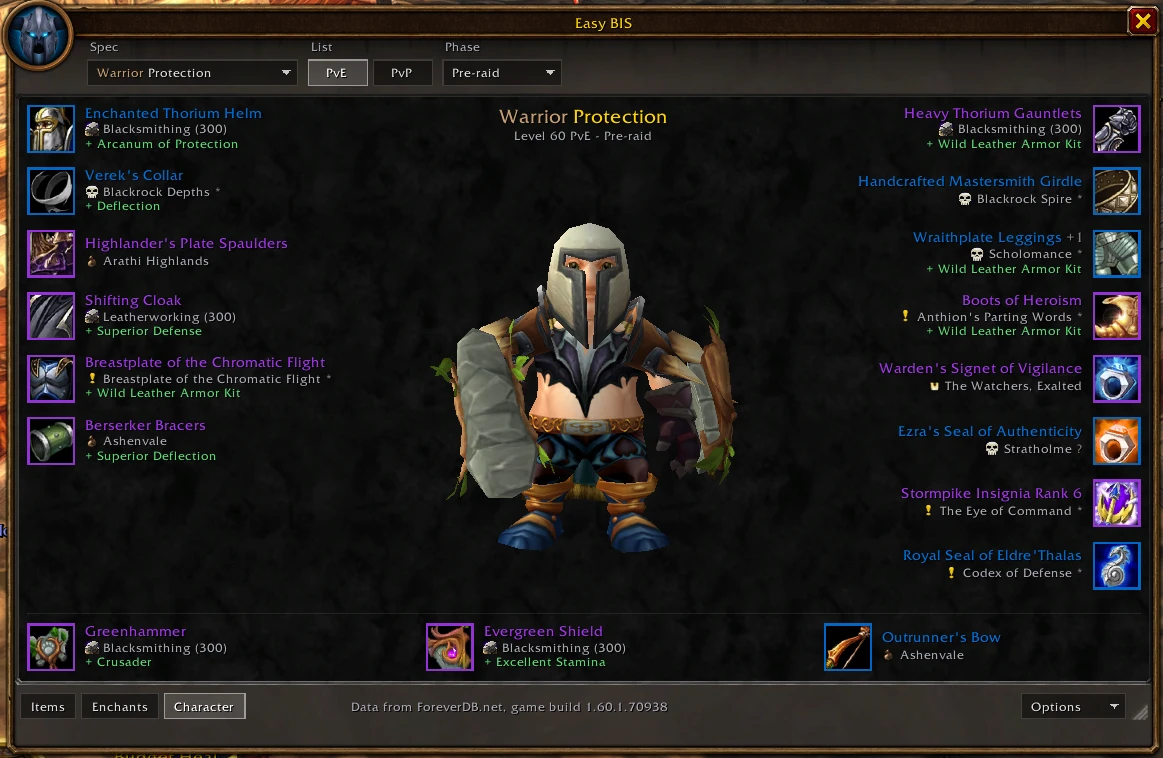 Easy BIS
Spec
List
Phase
Warrior Protection
PvE
PvP
Pre-raid
Warrior Protection
Level 60 PvE - Pre-raid
Enchanted Thorium Helm
Blacksmithing (300)
+ Arcanum of Protection
Verek's Collar
Blackrock Depths *
+ Deflection
Highlander's Plate Spaulders
Arathi Highlands
Shifting Cloak
Leatherworking (300)
+ Superior Defense
Breastplate of the Chromatic Flight
Breastplate of the Chromatic Flight *
+ Wild Leather Armor Kit
Berserker Bracers
Ashenvale
+ Superior Deflection
Heavy Thorium Gauntlets
Blacksmithing (300)
+ Wild Leather Armor Kit
Handcrafted Mastersmith Girdle
Blackrock Spire *
Wraithplate Leggings +1
Scholomance *
+ Wild Leather Armor Kit
Boots of Heroism
Anthion's Parting Words *
+ Wild Leather Armor Kit
Warden's Signet of Vigilance
The Watchers, Exalted
Ezra's Seal of Authenticity
Stratholme ?
Stormpike Insignia Rank 6
The Eye of Command *
Royal Seal of Eldre'Thalas
Codex of Defense *
Greenhammer
Blacksmithing (300)
+ Crusader
Evergreen Shield
Blacksmithing (300)
+ Excellent Stamina
Outrunner's Bow
Ashenvale
Items
Enchants
Character
Data from ForeverDB.net, game build 1.60.1.70938
Options